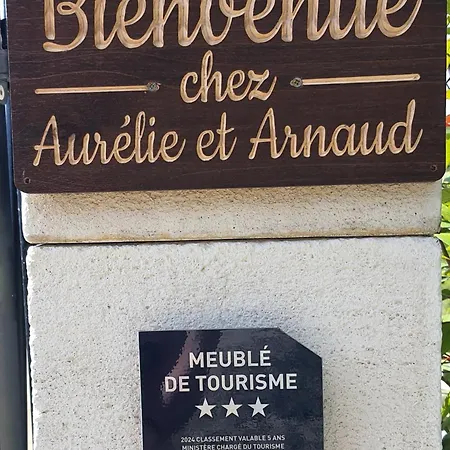 Bienvenue
chez
Aurélie et Arnaud
MEUBLÉ
DE TOURISME
★★★
2024 CLASSEMENT VALABLE 5 ANS
MINISTÈRE CHARGÉ DU TOURISME